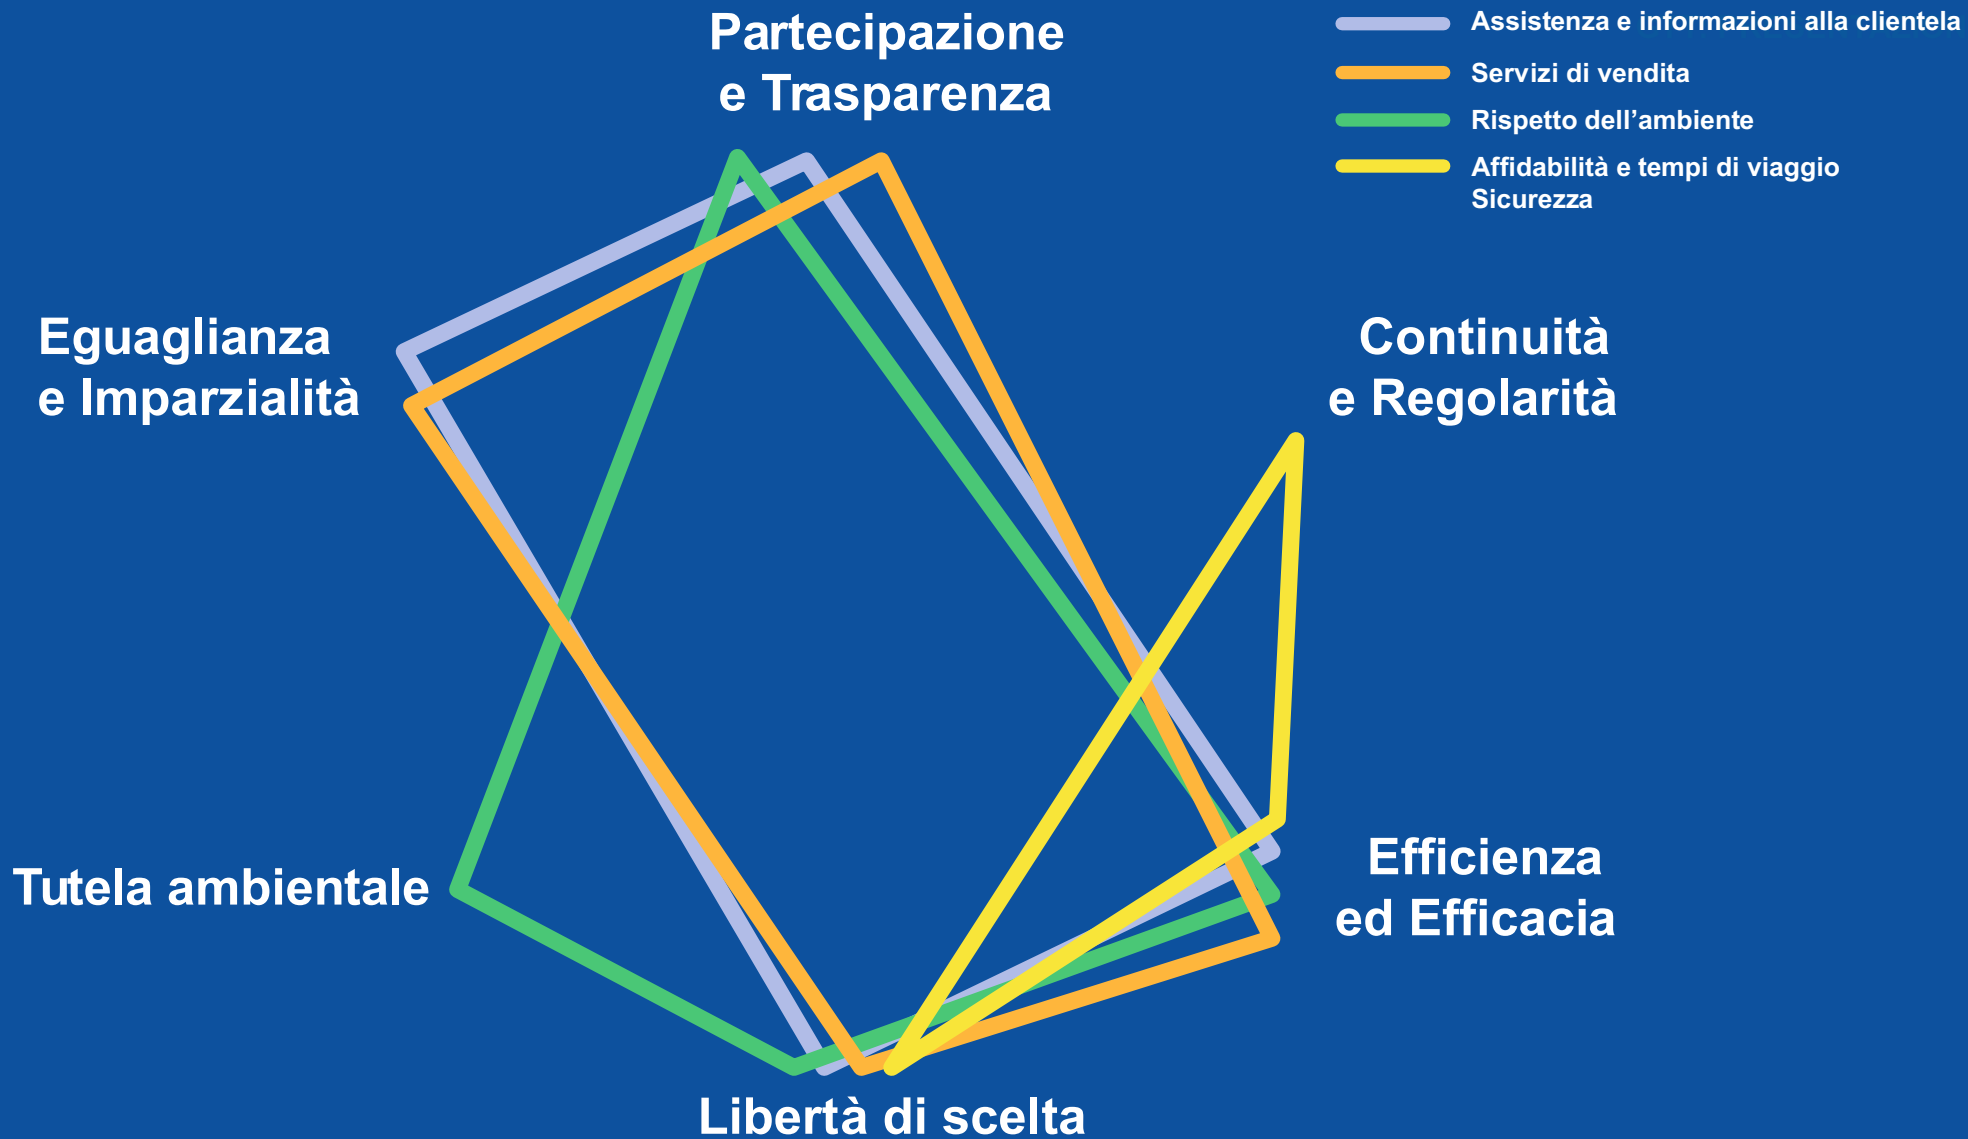 Partecipazione
e Trasparenza
Assistenza e informazioni alla clientela
Servizi di vendita
Rispetto dell’ambiente
Affidabilità e tempi di viaggio
Sicurezza
Eguaglianza
e Imparzialità
Continuità
e Regolarità
Tutela ambientale
Efficienza
ed Efficacia
Libertà di scelta